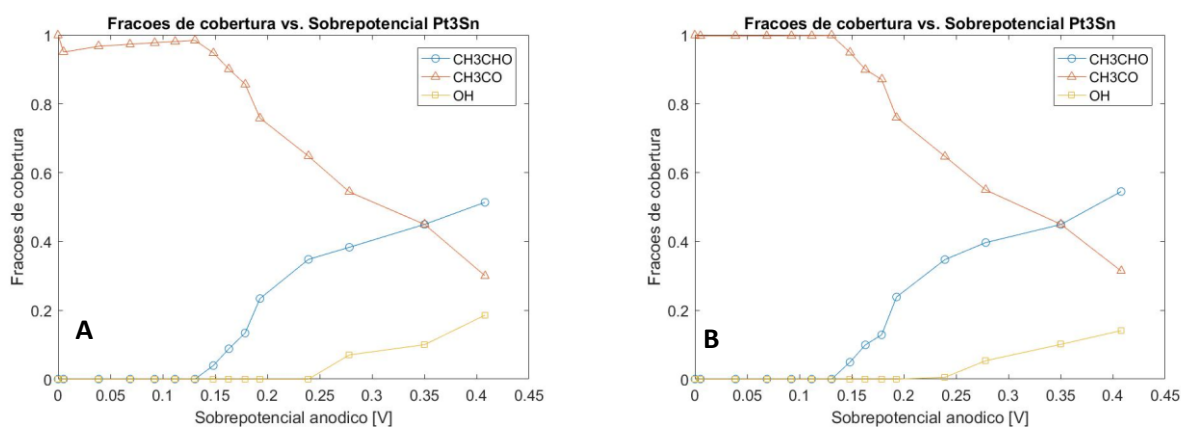 Fracoes de cobertura vs. Sobrepotencial Pt3Sn
1
0.8
0.6
0.4
0.2
0
Fracoes de cobertura
CH3CHO
CH3CO
OH
A
0
0.05
0.1
0.15
0.2
0.25
0.3
0.35
0.4
0.45
Sobrepotencial anodico [V]
Fracoes de cobertura vs. Sobrepotencial Pt3Sn
1
0.8
0.6
0.4
0.2
0
Fracoes de cobertura
CH3CHO
CH3CO
OH
B
0
0.05
0.1
0.15
0.2
0.25
0.3
0.35
0.4
0.45
Sobrepotencial anodico [V]